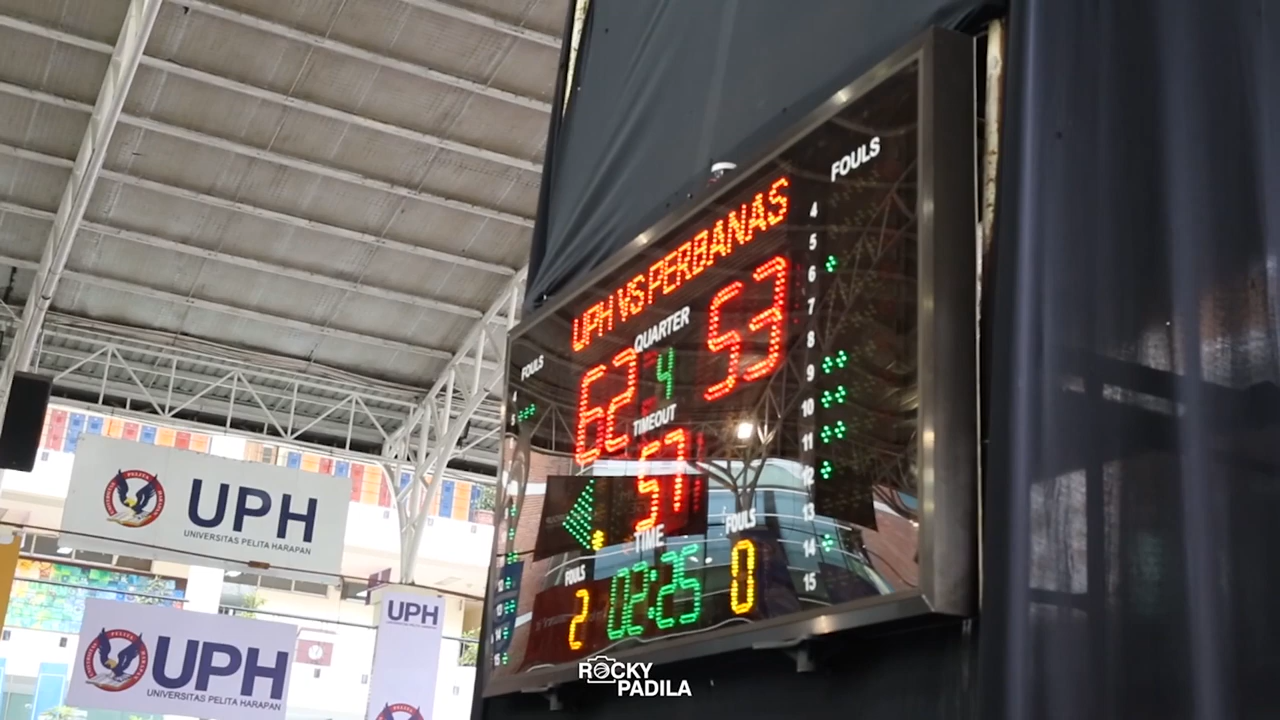 UPH VS PERBANAS
FOULS
FOULS
QUARTER
62
4
53
TIMEOUT
57
TIME
FOULS
FOULS
2
02:25
0
4
5
6
7
8
9
10
11
12
13
14
15
UPH
UNIVERSITAS PELITA HARAPAN
UPH
UNIVERSITAS PELITA HARAPAN
UPH
ROCKY
PADILA